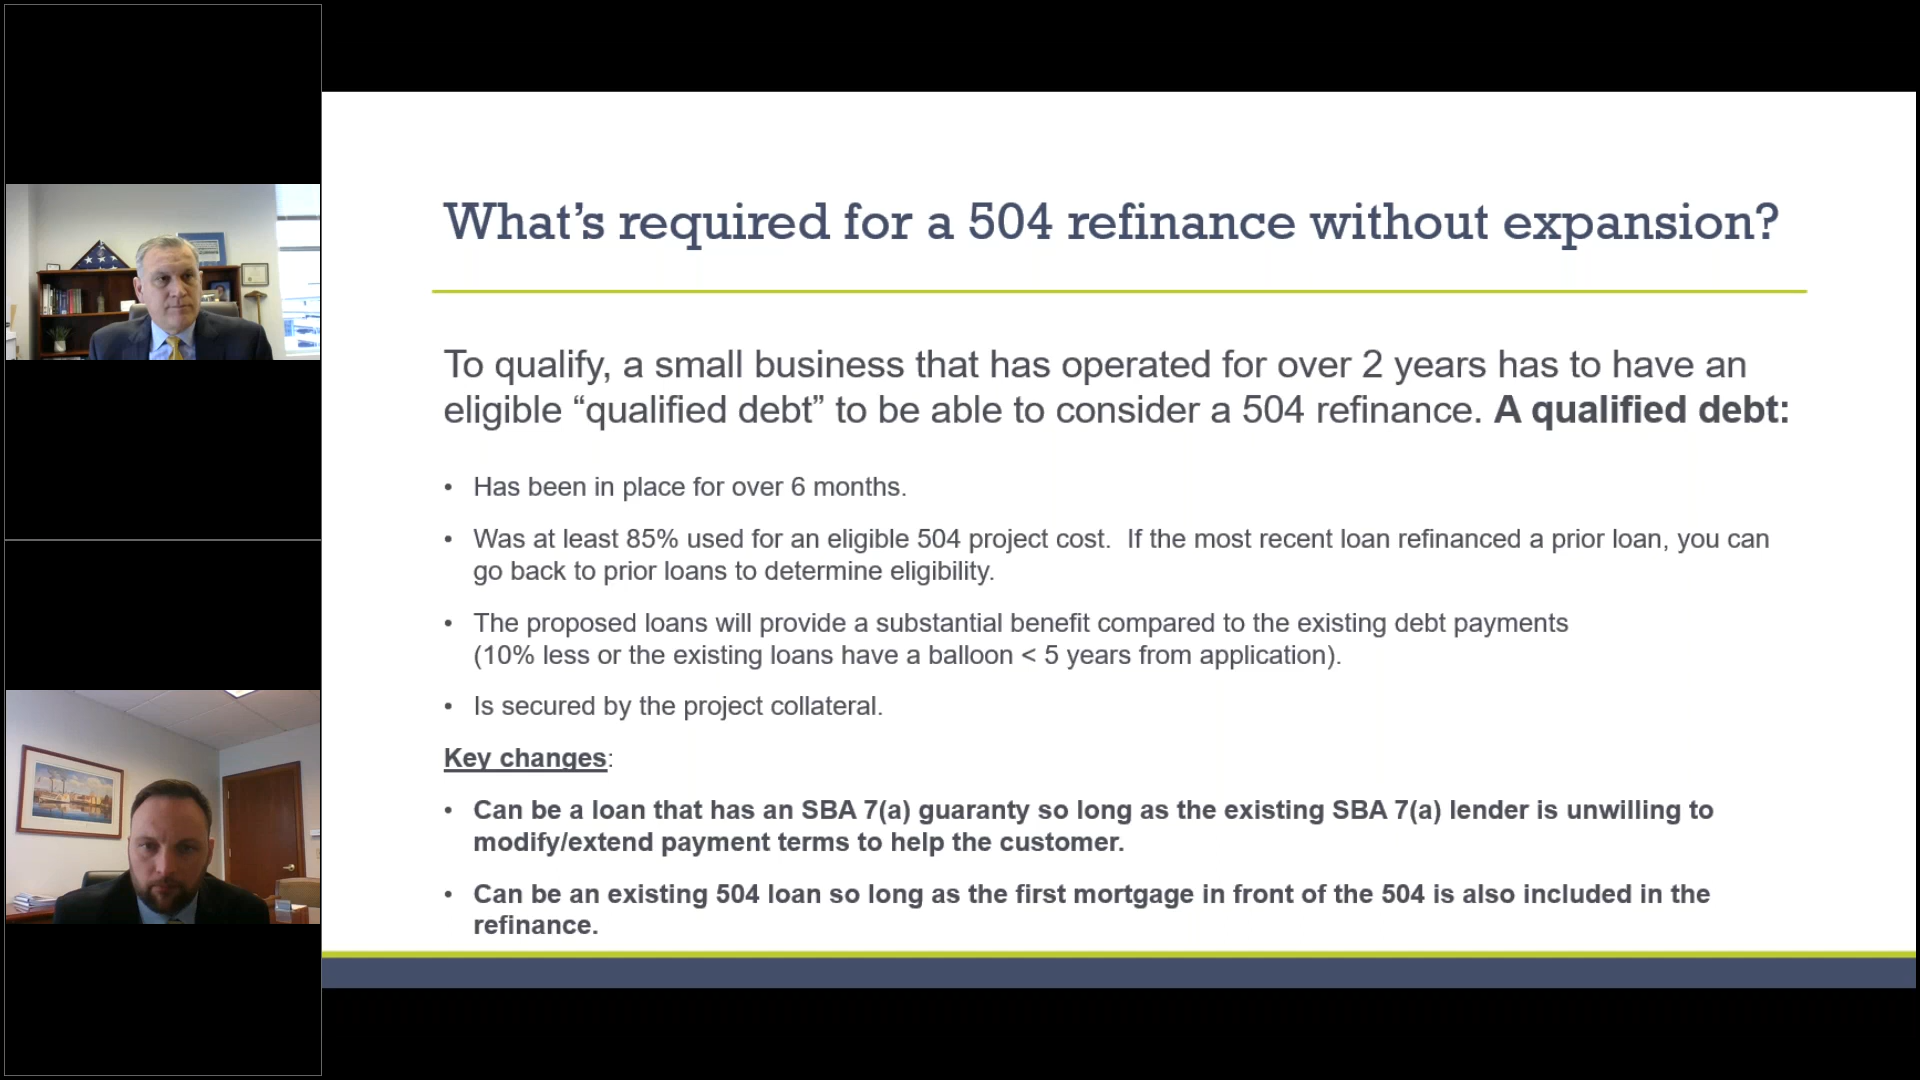 What’s required for a 504 refinance without expansion?
To qualify, a small business that has operated for over 2 years has to have an
eligible “qualified debt” to be able to consider a 504 refinance. A qualified debt:
• Has been in place for over 6 months.
• Was at least 85% used for an eligible 504 project cost.  If the most recent loan refinanced a prior loan, you can
go back to prior loans to determine eligibility.
• The proposed loans will provide a substantial benefit compared to the existing debt payments
(10% less or the existing loans have a balloon < 5 years from application).
• Is secured by the project collateral.
Key changes:
• Can be a loan that has an SBA 7(a) guaranty so long as the existing SBA 7(a) lender is unwilling to
modify/extend payment terms to help the customer.
• Can be an existing 504 loan so long as the first mortgage in front of the 504 is also included in the
refinance.